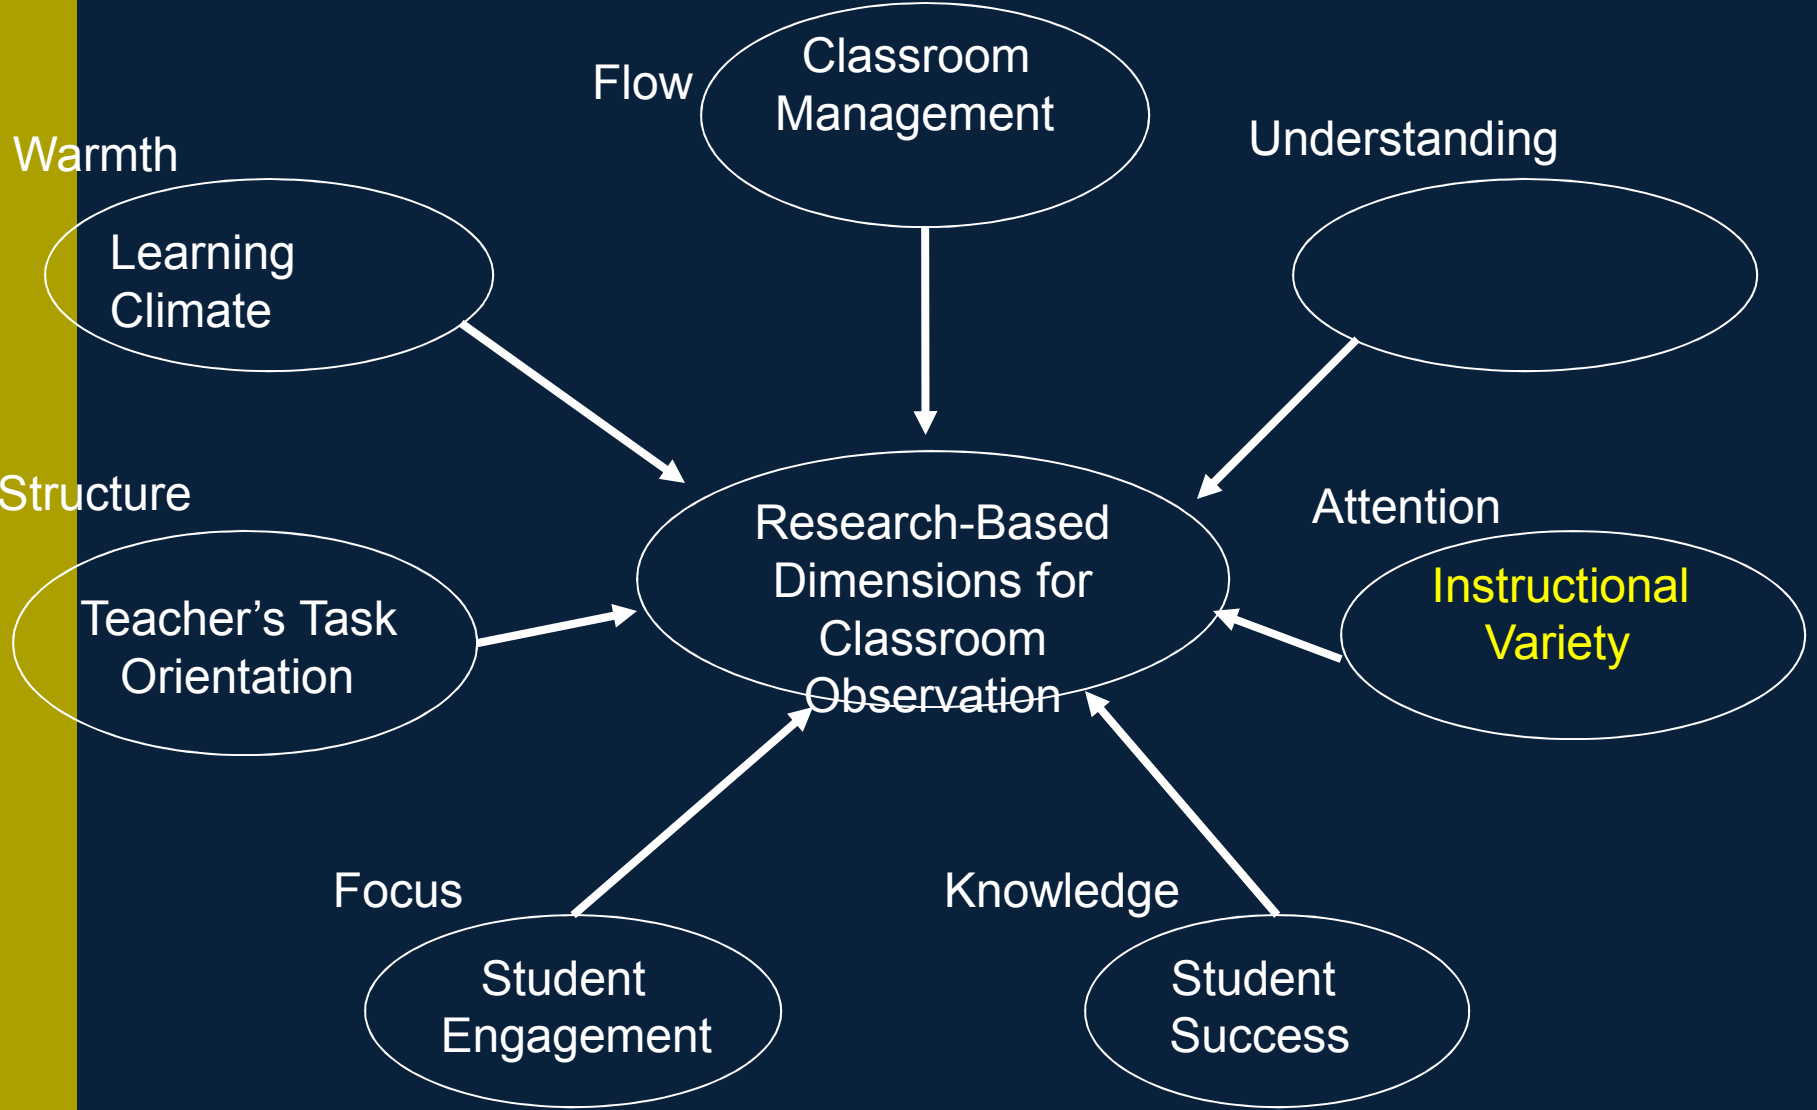 Flow
Classroom
Management
Understanding
Warmth
Learning
Climate
Structure
Teacher’s Task
Orientation
Research-Based
Dimensions for
Classroom
Observation
Attention
Instructional
Variety
Focus
Student
Engagement
Knowledge
Student
Success